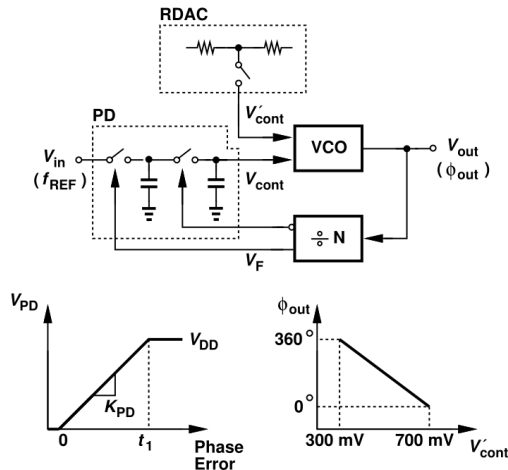 RDAC
PD
V′cont
Vin
(fREF)
VCO
Vout
(ϕout)
Vcont
÷ N
VF
VPD
VDD
KPD
0
t1
Phase
Error
ϕout
360°
0°
300 mV
700 mV
V′cont